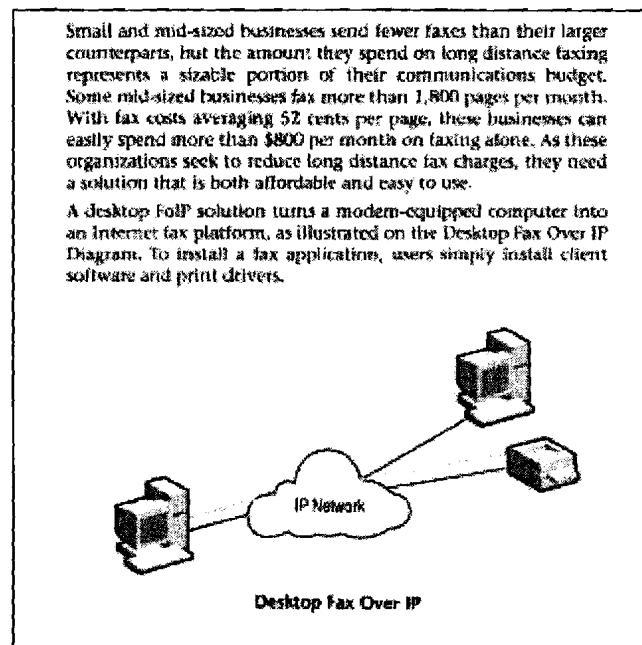 Small and mid-sized businesses send fewer faxes than their larger
counterparts, but the amount they spend on long distance faxing
represents a sizable portion of their communications budget.
Some mid-sized businesses fax more than 1,800 pages per month.
With fax costs averaging 52 cents per page, these businesses can
easily spend more than $800 per month on faxing alone. As these
organizations seek to reduce long distance fax charges, they need
a solution that is both affordable and easy to use.
A desktop FoIP solution turns a modem-equipped computer into
an Internet fax platform, as illustrated on the Desktop Fax Over IP
Diagram. To install a fax application, users simply install client
software and print drivers.
IP Network
Desktop Fax Over IP